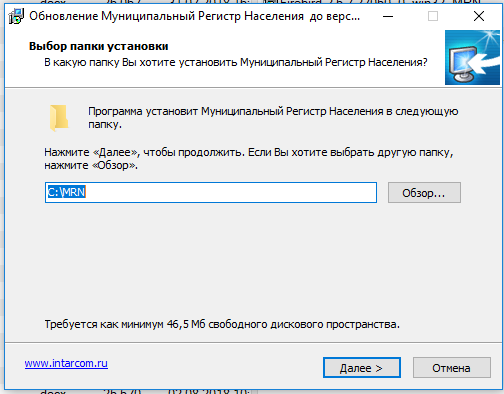 Обновление Муниципальный Регистр Населения до верс...
Выбор папки установки
В какую папку Вы хотите установить Муниципальный Регистр Населения?
Программа установит Муниципальный Регистр Населения в следующую
папку.
Нажмите «Далее», чтобы продолжить. Если Вы хотите выбрать другую папку,
нажмите «Обзор».
C:\MRN
Обзор...
Требуется как минимум 46,5 Мб свободного дискового пространства.
www.intarcom.ru
Далее >
Отмена